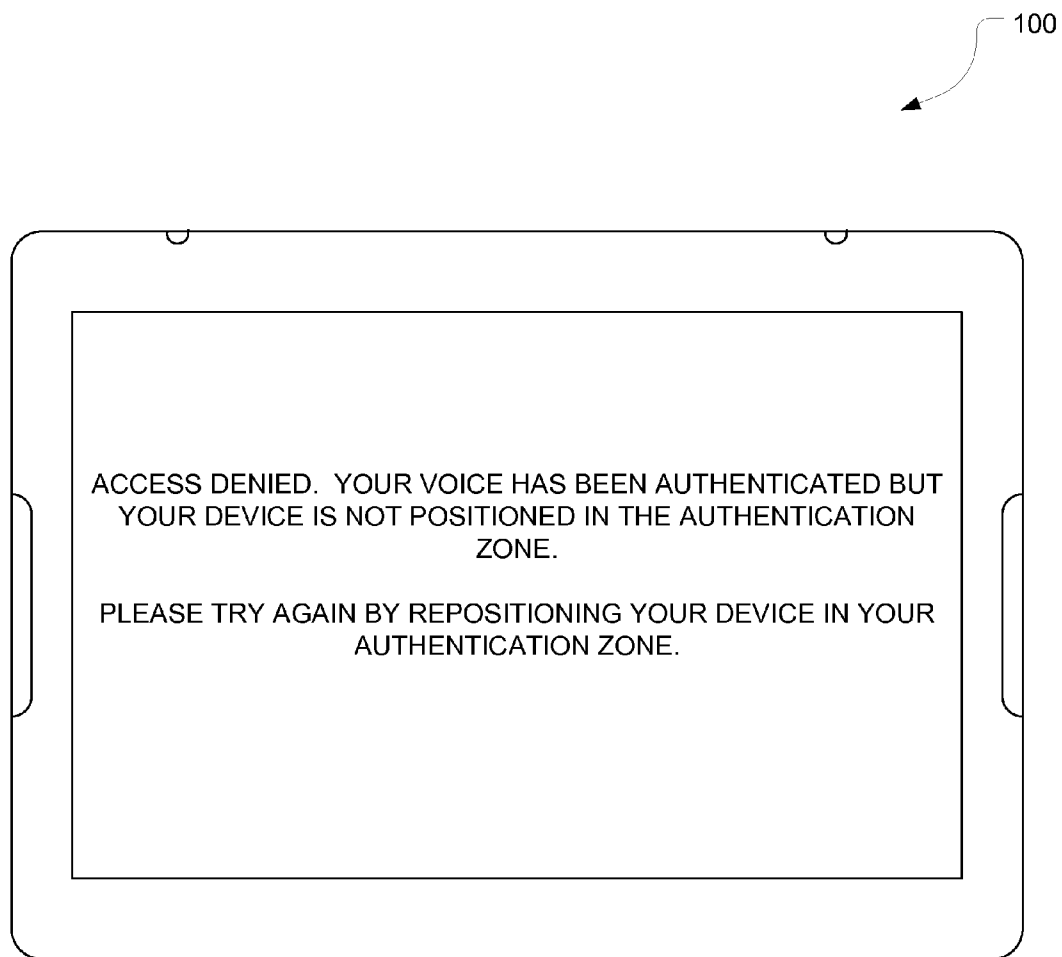 100
ACCESS DENIED. YOUR VOICE HAS BEEN AUTHENTICATED BUT
YOUR DEVICE IS NOT POSITIONED IN THE AUTHENTICATION
ZONE.
PLEASE TRY AGAIN BY REPOSITIONING YOUR DEVICE IN YOUR
AUTHENTICATION ZONE.